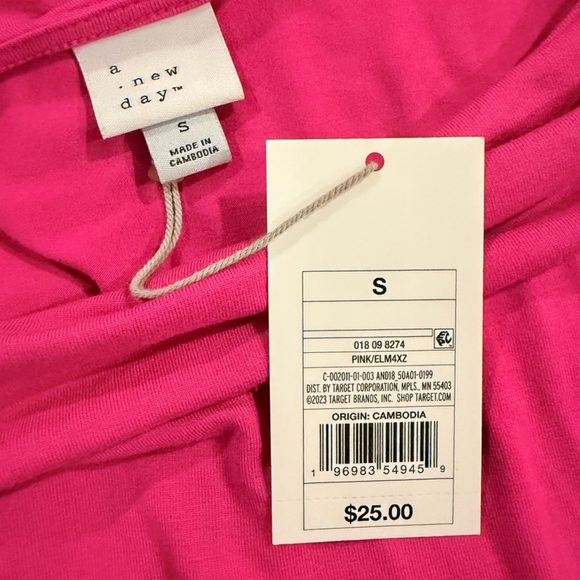 a
new
day™
S
MADE IN
CAMBODIA
S
018 09 8274
PINK/ELM4XZ
C-002011-01-003 AND18_50A01-0199
DIST. BY TARGET CORPORATION, MPLS, MN 55403
©2023 TARGET BRANDS, INC. SHOP TARGET.COM
ORIGIN: CAMBODIA
1 96983 54945 9
$25.00